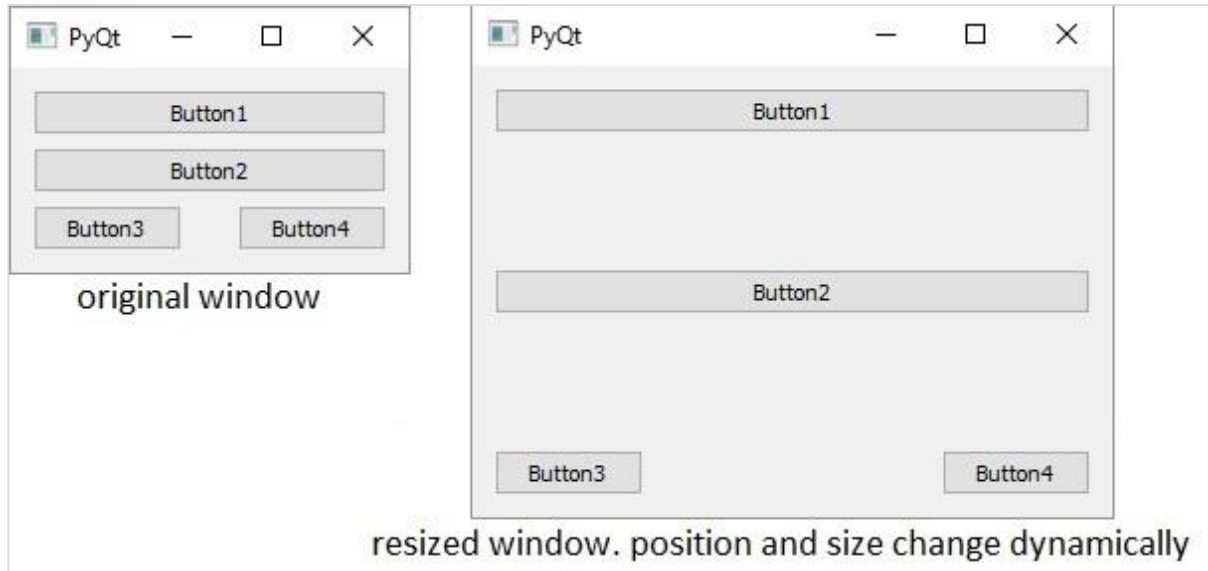 PyQt
Button1
Button2
Button3 Button4
original window
PyQt
Button1
Button2
Button3 Button4
resized window. position and size change dynamically